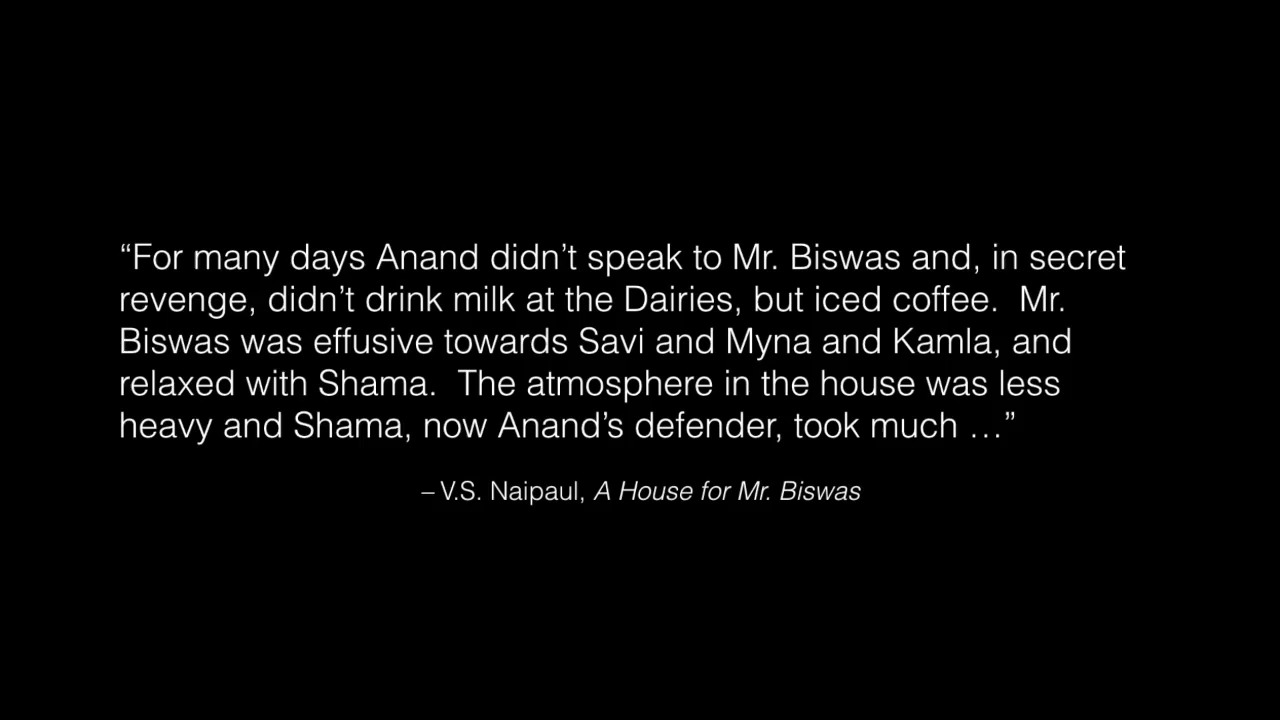 “For many days Anand didn’t speak to Mr. Biswas and, in secret
revenge, didn’t drink milk at the Dairies, but iced coffee.  Mr.
Biswas was effusive towards Savi and Myna and Kamla, and
relaxed with Shama.  The atmosphere in the house was less
heavy and Shama, now Anand’s defender, took much …”
– V.S. Naipaul, A House for Mr. Biswas